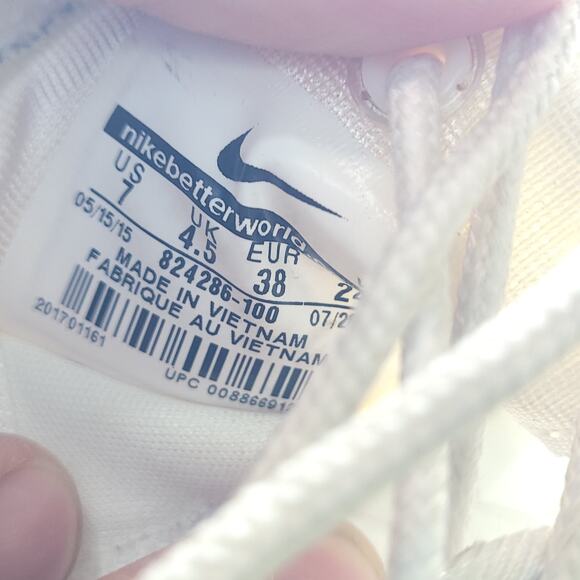 nikebetterworld
US UK EUR
7 4.5 38
05/15/15 824286-100
MADE IN VIETNAM
FABRIQUE AU VIETNAM
201701161
UPC